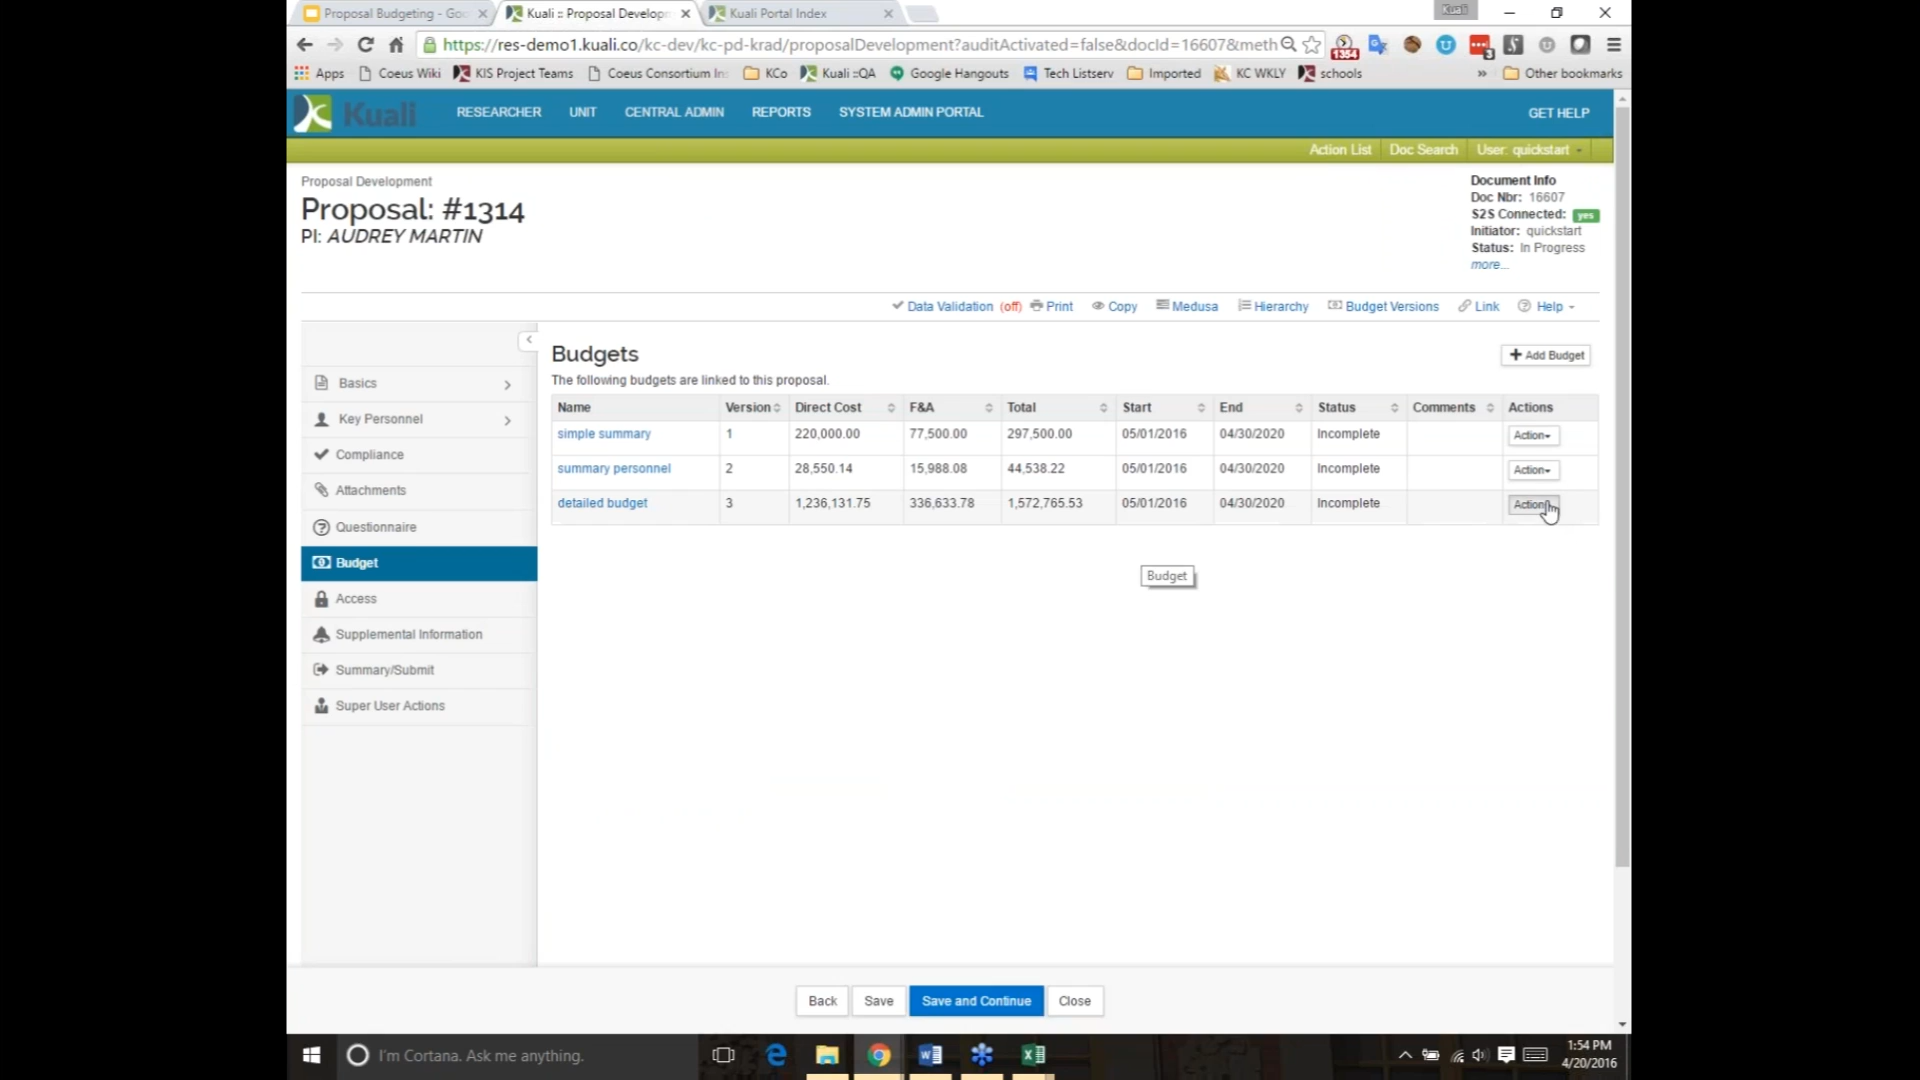 Proposal Budgeting - Goo
Kuali :: Proposal Developm
Kuali Portal Index
Kuali
https://res-demo1.kuali.co/kc-dev/kc-pd-krad/proposalDevelopment?auditActivated=false&docId=16607&meth
1354
3
Apps
Coeus Wiki
KIS Project Teams
Coeus Consortium In
KCo
Kuali ::QA
Google Hangouts
Tech Listserv
Imported
KC WKLY
schools
»
Other bookmarks
Kuali
RESEARCHER
UNIT
CENTRAL ADMIN
REPORTS
SYSTEM ADMIN PORTAL
GET HELP
Action List
Doc Search
User: quickstart
Proposal Development
Proposal: #1314
PI: AUDREY MARTIN
Document Info
Doc Nbr: 16607
S2S Connected: yes
Initiator: quickstart
Status: In Progress
more...
Data Validation (off)
Print
Copy
Medusa
Hierarchy
Budget Versions
Link
Help
Basics
Key Personnel
Compliance
Attachments
Questionnaire
Budget
Access
Supplemental Information
Summary/Submit
Super User Actions
Budgets
Add Budget
The following budgets are linked to this proposal.
Name Version Direct Cost F&A Total Start End Status Comments Actions
simple summary 1 220,000.00 77,500.00 297,500.00 05/01/2016 04/30/2020 Incomplete Action
summary personnel 2 28,550.14 15,988.08 44,538.22 05/01/2016 04/30/2020 Incomplete Action
detailed budget 3 1,236,131.75 336,633.78 1,572,765.53 05/01/2016 04/30/2020 Incomplete Action
Budget
Back
Save
Save and Continue
Close
I'm Cortana. Ask me anything.
1:54 PM
4/20/2016